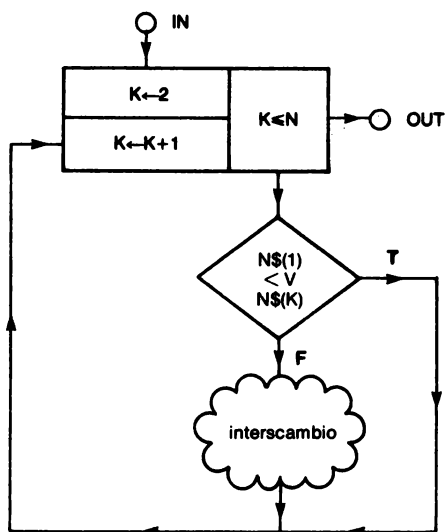 IN
K←2
K←K+1
K≤N
OUT
N$(1)
< V
N$(K)
T
F
interscambio